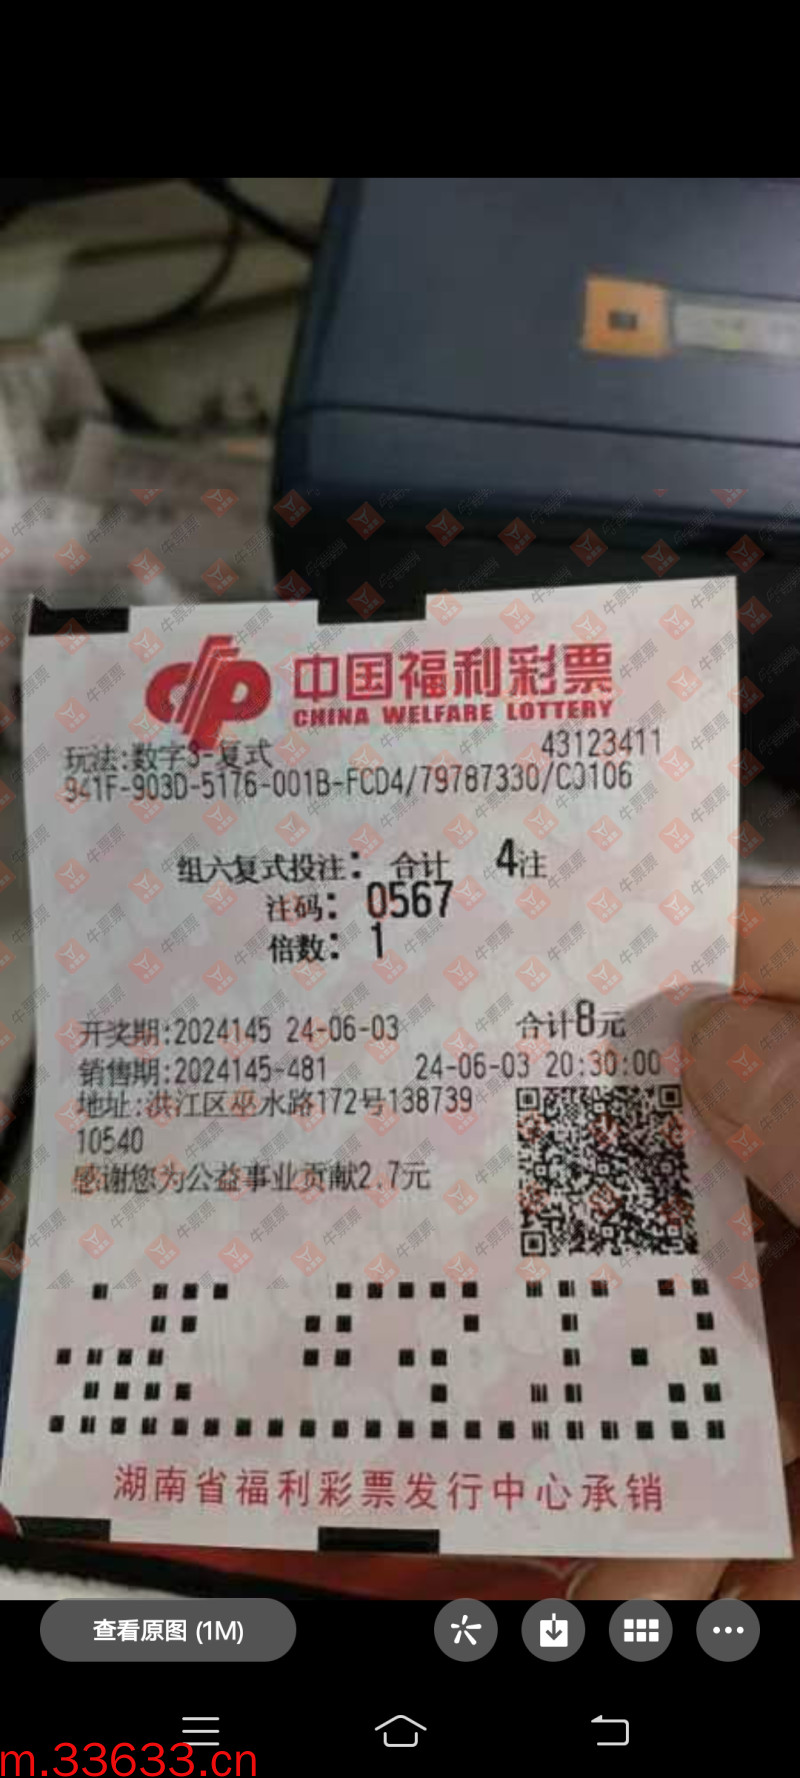 中国福利彩票
CHINA WELFARE LOTTERY
玩法:数字3-复式 43123411
941F-903D-5176-001B-FCD4/79787330/C0106
组六复式投注: 合计 4注
注码: 0567
倍数: 1
开奖期:2024145 24-06-03 合计8元
销售期:2024145-481 24-06-03 20:30:00
地址:洪江区巫水路172号138739
10540
感谢您为公益事业贡献2.7元
湖南省福利彩票发行中心承销
牛票票
查看原图 (1M)
m.33633.cn